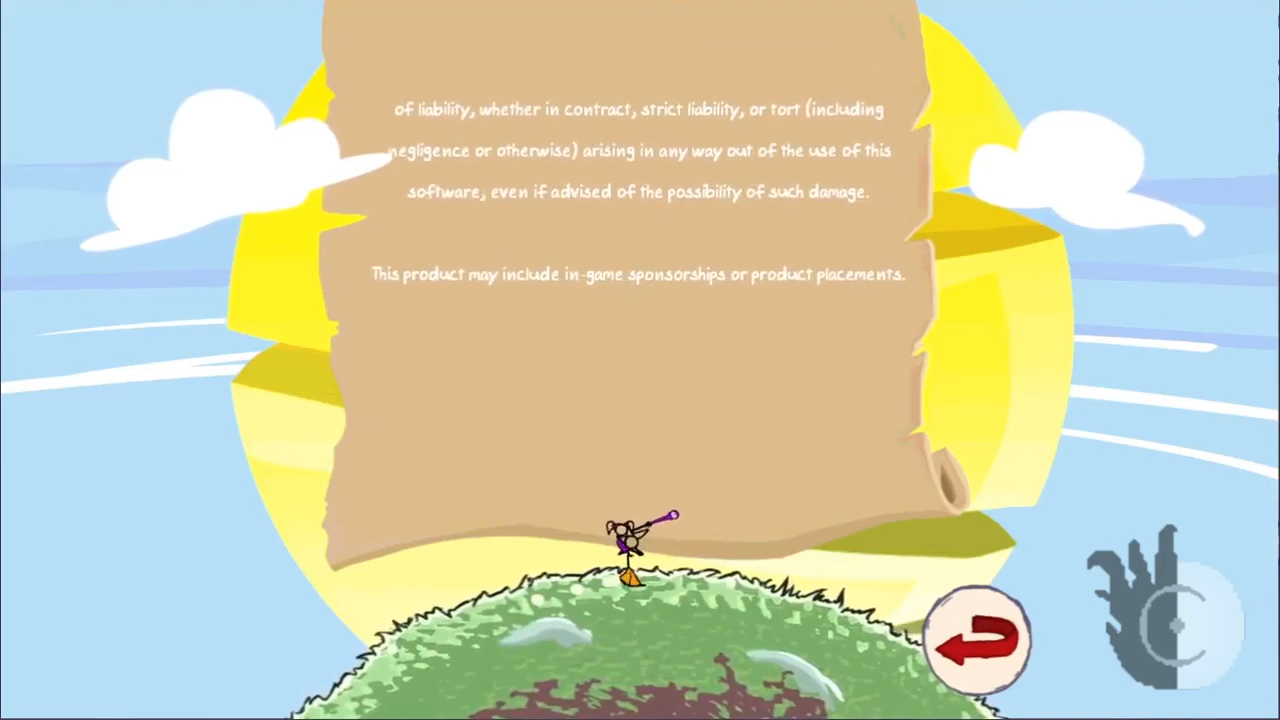 of liability, whether in contract, strict liability, or tort (including
negligence or otherwise) arising in any way out of the use of this
software, even if advised of the possibility of such damage.
This product may include in-game sponsorships or product placements.